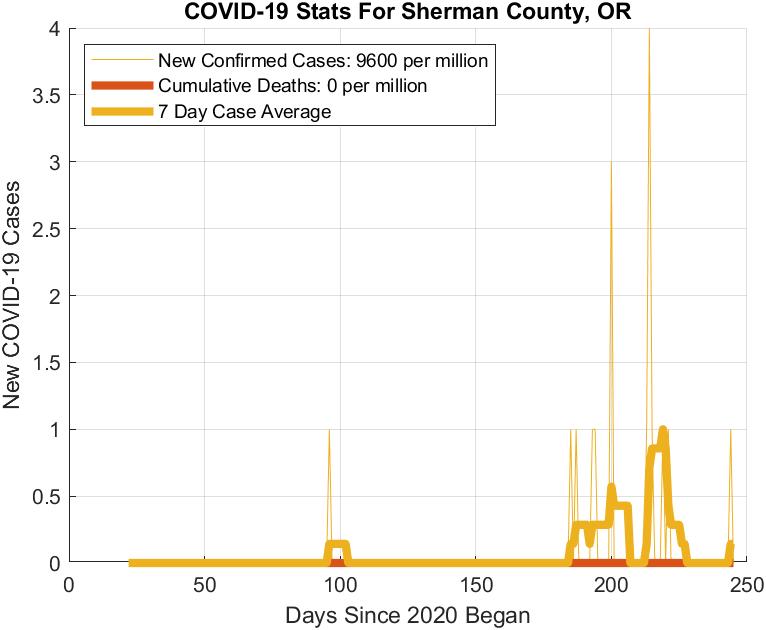 COVID-19 Stats For Sherman County, OR
4
New Confirmed Cases: 9600 per million
Cumulative Deaths: 0 per million
7 Day Case Average
3.5
3
2.5
2
1.5
1
0.5
0
New COVID-19 Cases
0 50 100 150 200 250
Days Since 2020 Began